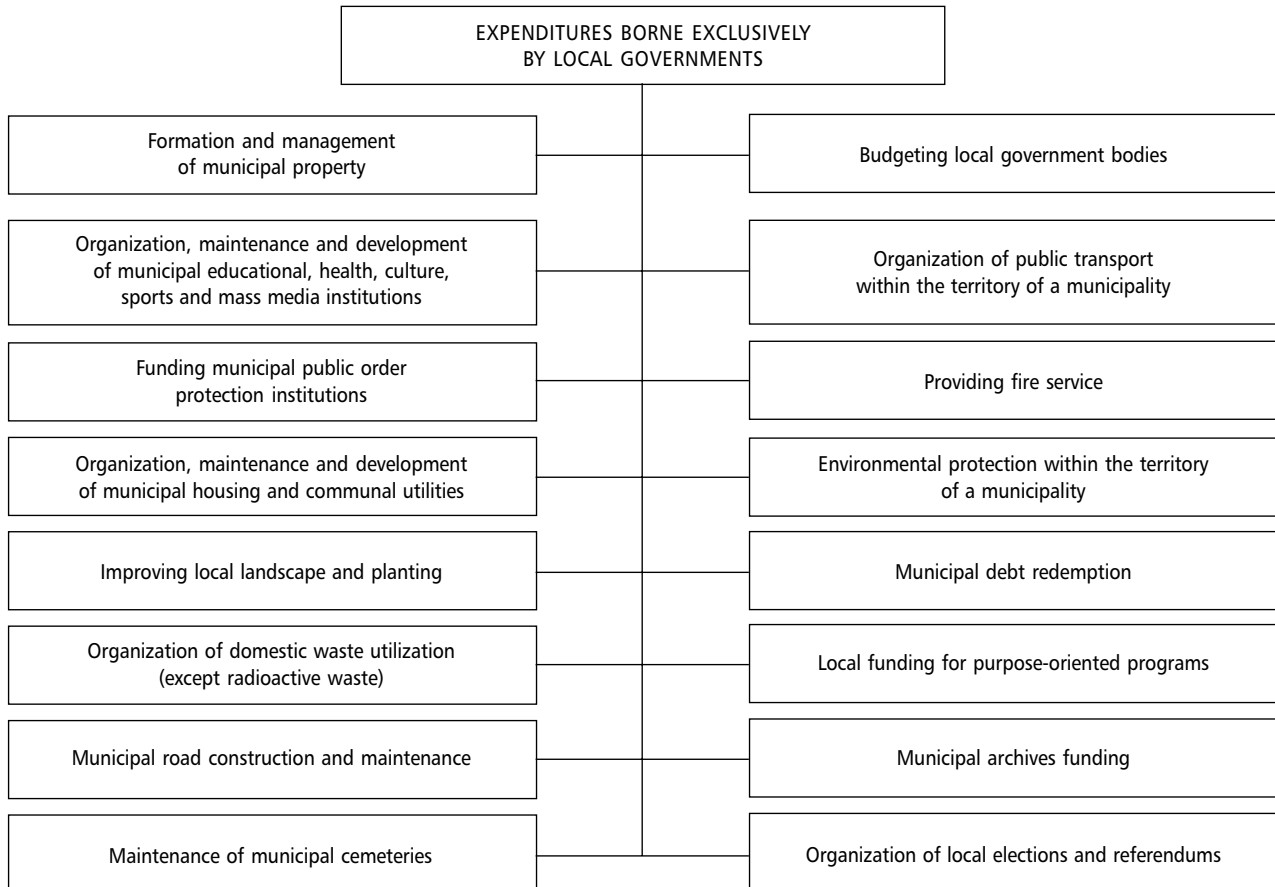 EXPENDITURES BORNE EXCLUSIVELY
BY LOCAL GOVERNMENTS
Formation and management
of municipal property
Budgeting local government bodies
Organization, maintenance and development
of municipal educational, health, culture,
sports and mass media institutions
Organization of public transport
within the territory of a municipality
Funding municipal public order
protection institutions
Providing fire service
Organization, maintenance and development
of municipal housing and communal utilities
Environmental protection within the territory
of a municipality
Improving local landscape and planting
Municipal debt redemption
Organization of domestic waste utilization
(except radioactive waste)
Local funding for purpose-oriented programs
Municipal road construction and maintenance
Municipal archives funding
Maintenance of municipal cemeteries
Organization of local elections and referendums